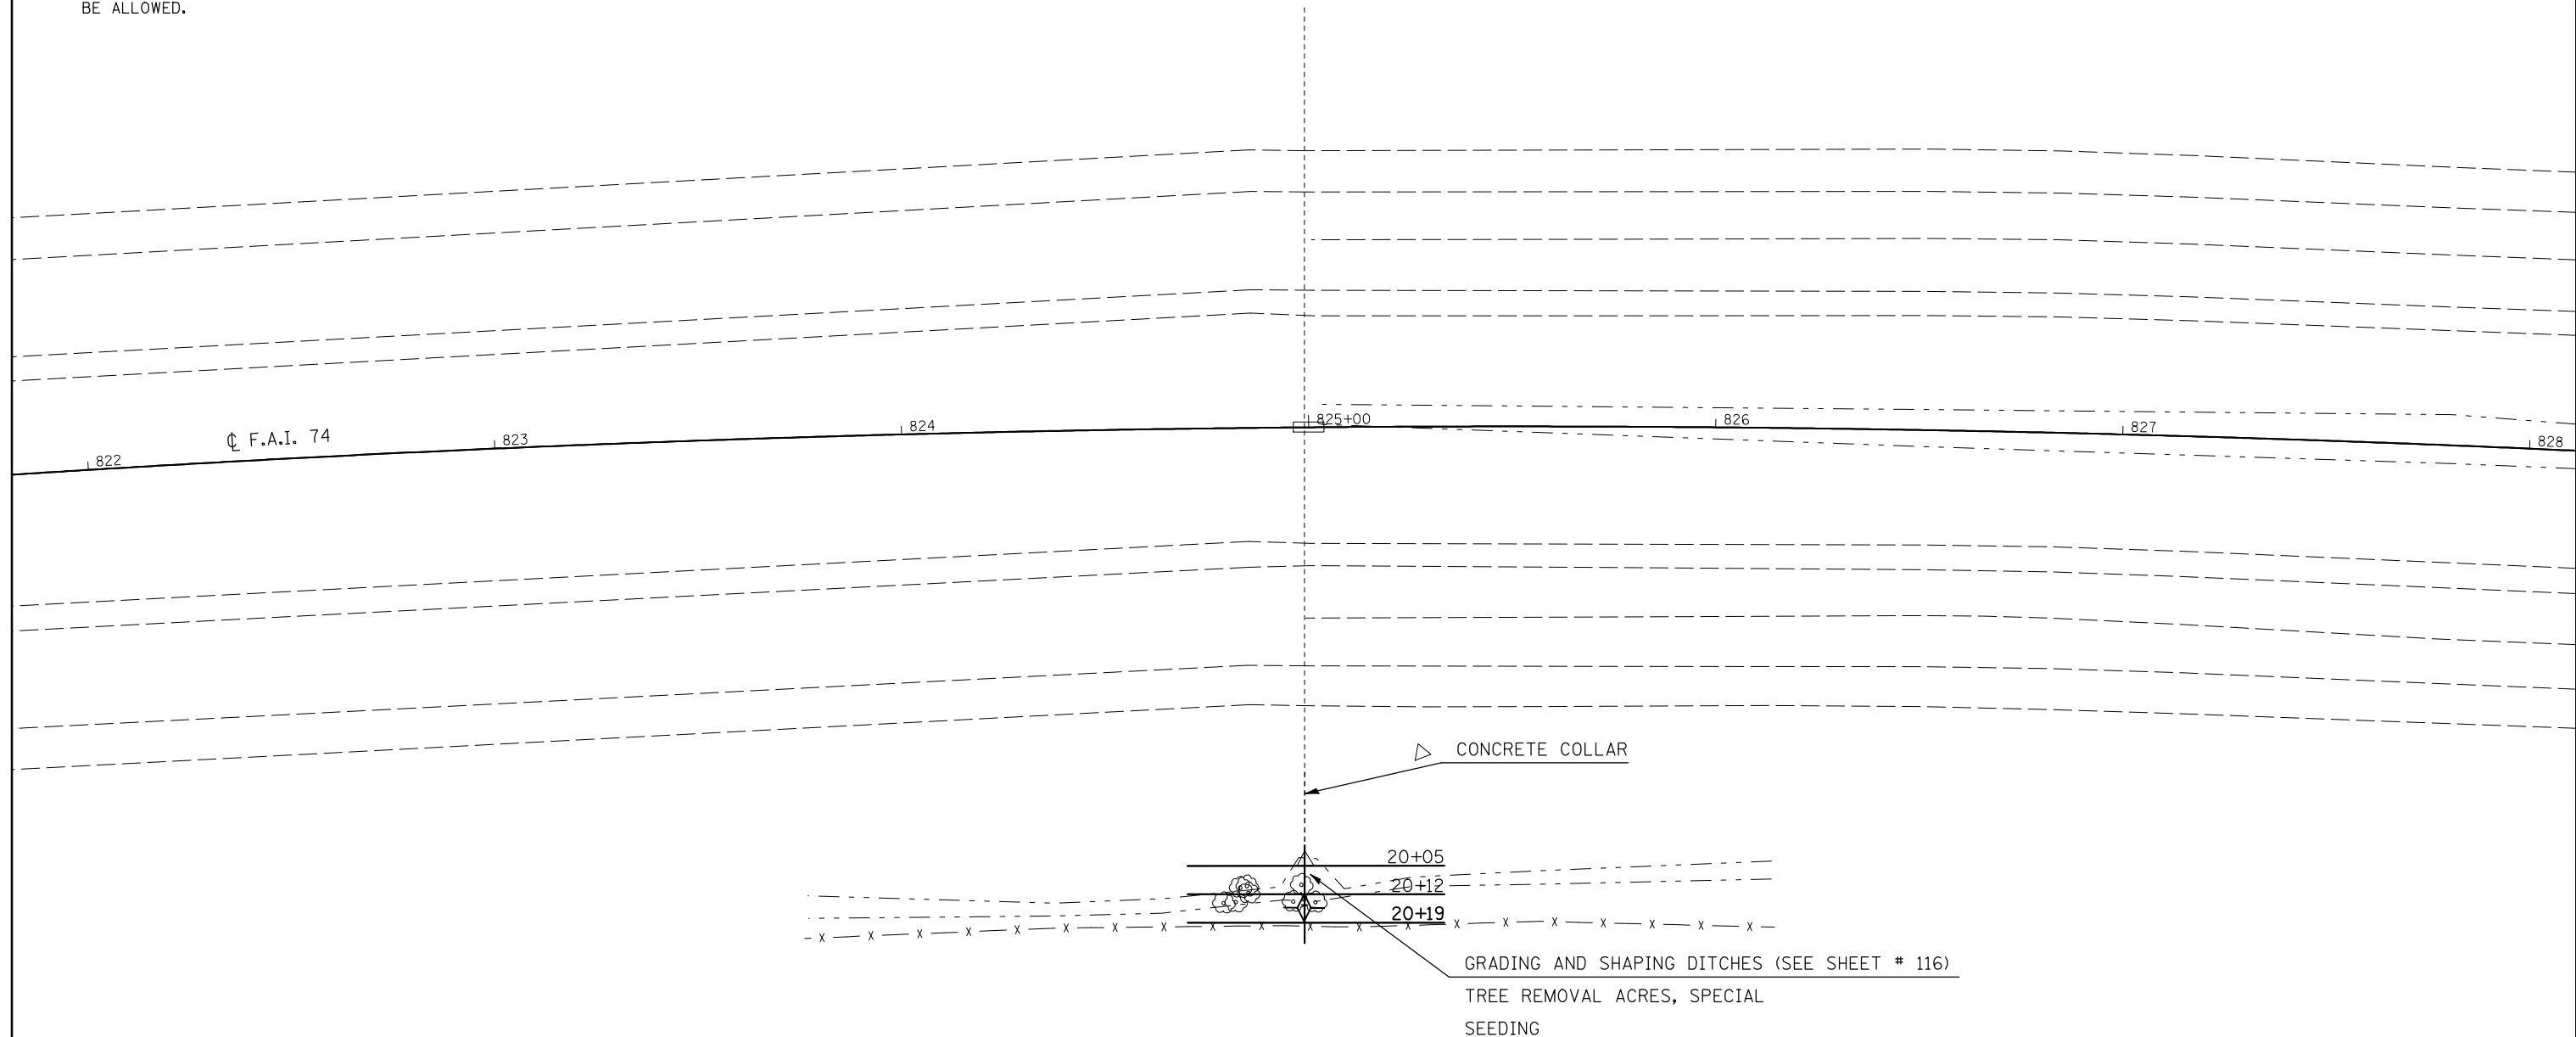 BE ALLOWED.
℄ F.A.I. 74
822
823
824
825+00
826
827
828
CONCRETE COLLAR
20+05
20+12
20+19
X X X X X X X X X X X X X X X X X X X X
GRADING AND SHAPING DITCHES (SEE SHEET # 116)
TREE REMOVAL ACRES, SPECIAL
SEEDING